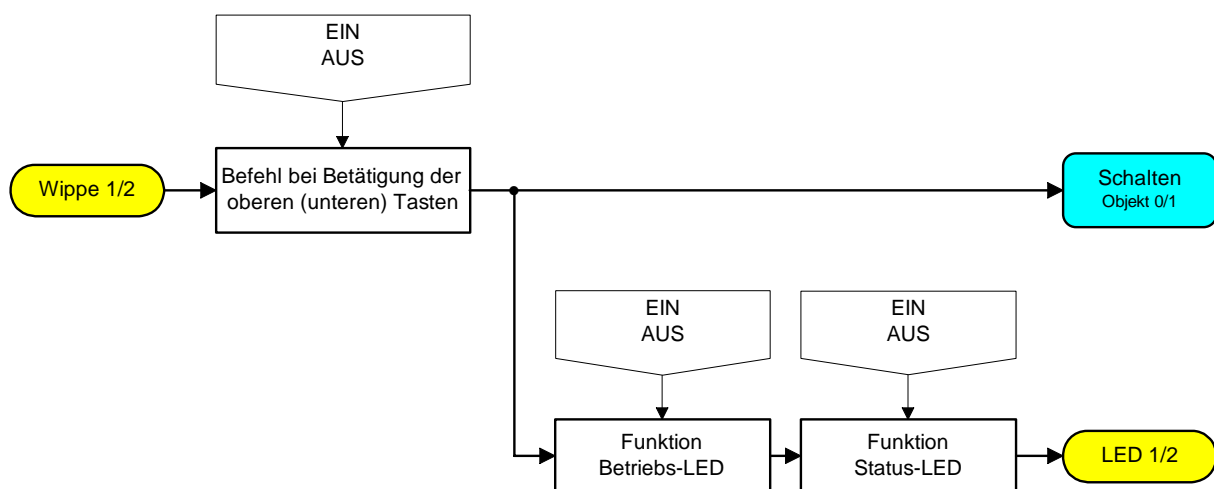 EIN
AUS
Wippe 1/2
Befehl bei Betätigung der
oberen (unteren) Tasten
Schalten
Objekt 0/1
EIN
AUS
EIN
AUS
Funktion
Betriebs-LED
Funktion
Status-LED
LED 1/2